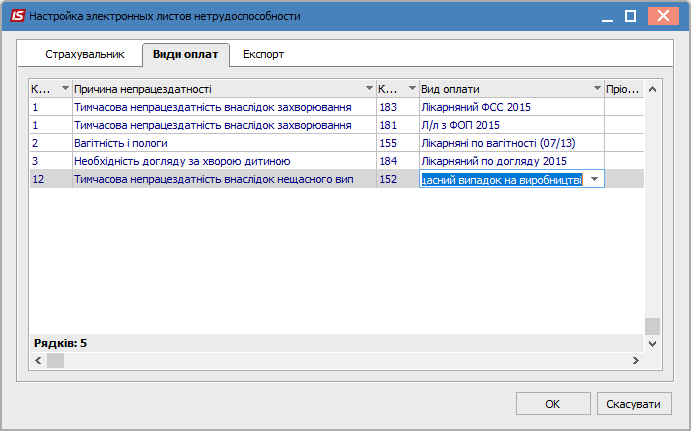 IS Настройка электронных листов нетрудоспособности
Страхувальник Види оплат Експорт
К... Причина непрацездатності К... Вид оплати Пріо...
1 Тимчасова непрацездатність внаслідок захворювання 183 Лікарняний ФСС 2015
1 Тимчасова непрацездатність внаслідок захворювання 181 Л/л з ФОП 2015
2 Вагітність і пологи 155 Лікарняні по вагітності (07/13)
3 Необхідність догляду за хворою дитиною 184 Лікарняний по догляду 2015
12 Тимчасова непрацездатність внаслідок нещасного вип 152 цасний випадок на виробництві
Рядків: 5
ОК Скасувати